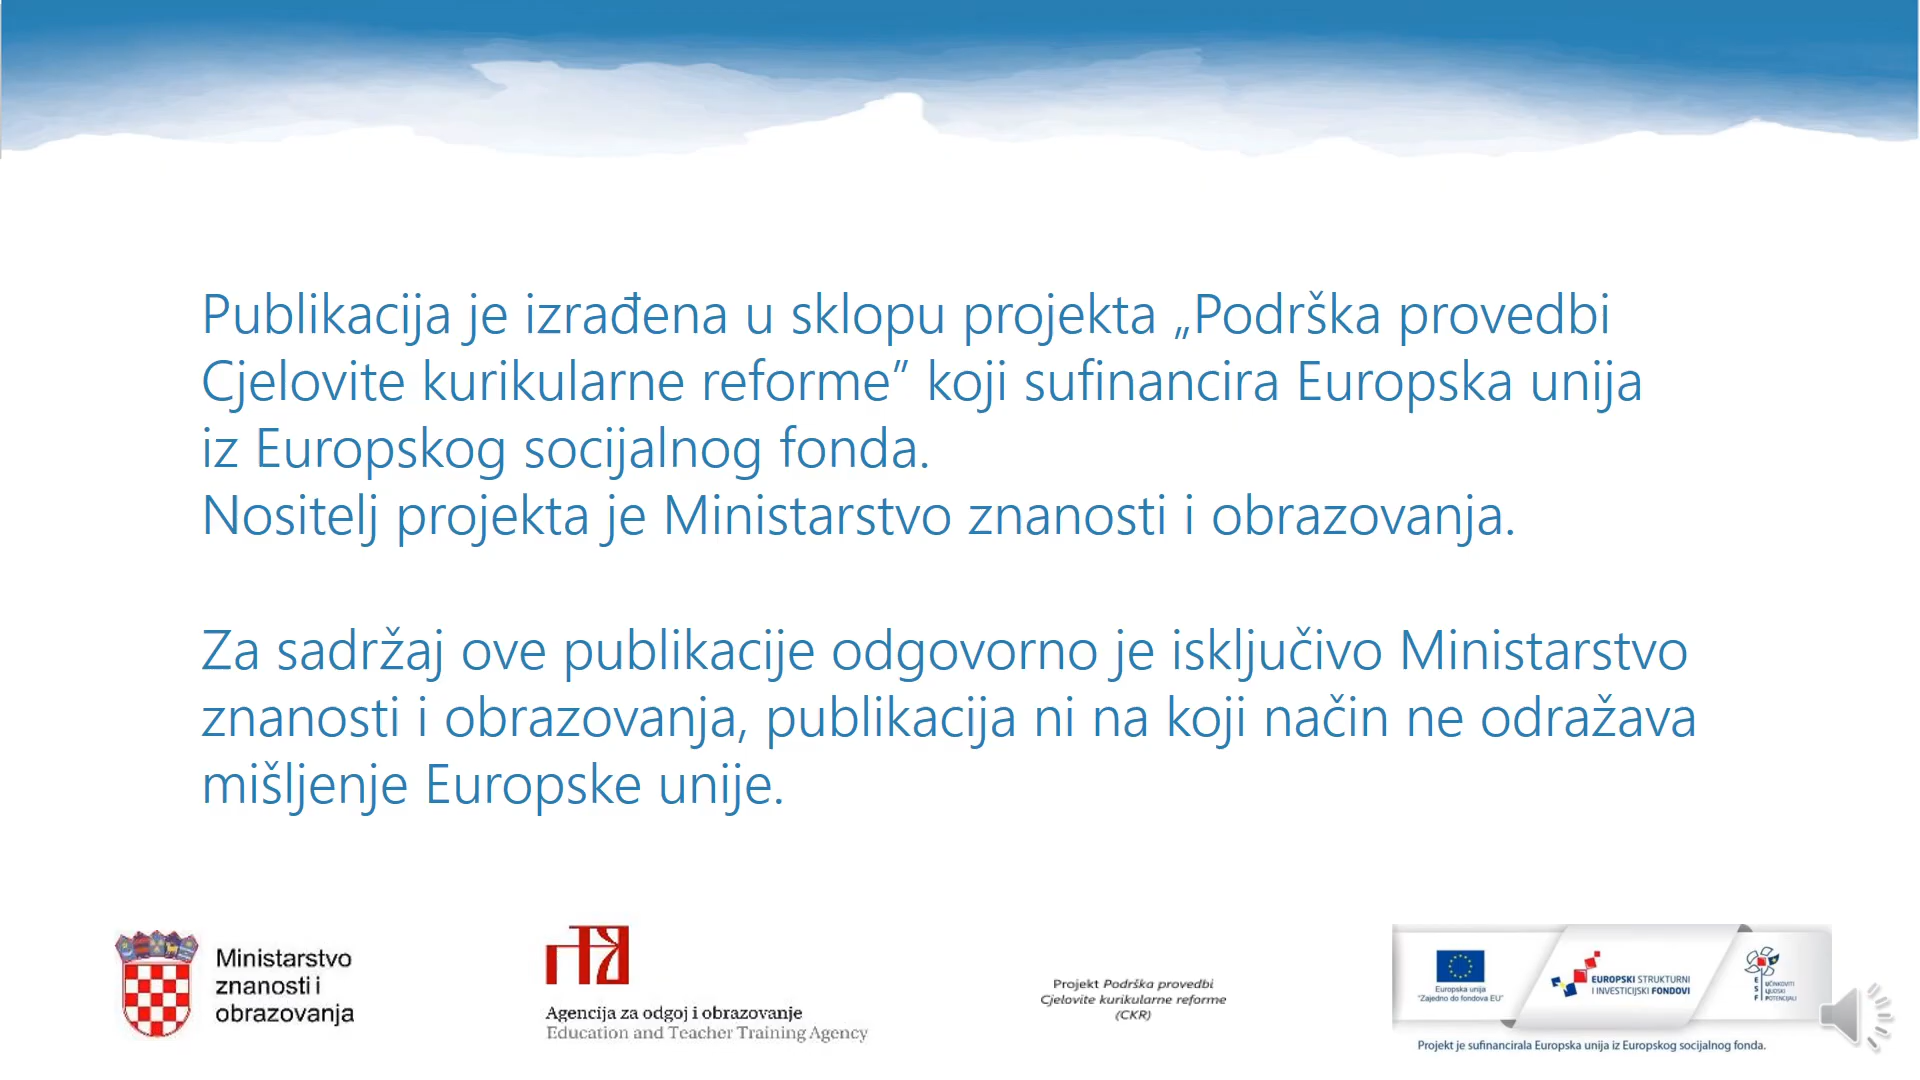 Publikacija je izrađena u sklopu projekta „Podrška provedbi
Cjelovite kurikularne reforme” koji sufinancira Europska unija
iz Europskog socijalnog fonda.
Nositelj projekta je Ministarstvo znanosti i obrazovanja.
Za sadržaj ove publikacije odgovorno je isključivo Ministarstvo
znanosti i obrazovanja, publikacija ni na koji način ne odražava
mišljenje Europske unije.
Ministarstvo
znanosti i
obrazovanja
Agencija za odgoj i obrazovanje
Education and Teacher Training Agency
Projekt Podrška provedbi
Cjelovite kurikularne reforme
(CKR)
Europska unija
"Zajedno do fondova EU"
EUROPSKI STRUKTURNI
I INVESTICIJSKI FONDOVI
ESF
UČINKOVITI
LJUDSKI
POTENCIJALI
Projekt je sufinancirala Europska unija iz Europskog socijalnog fonda.